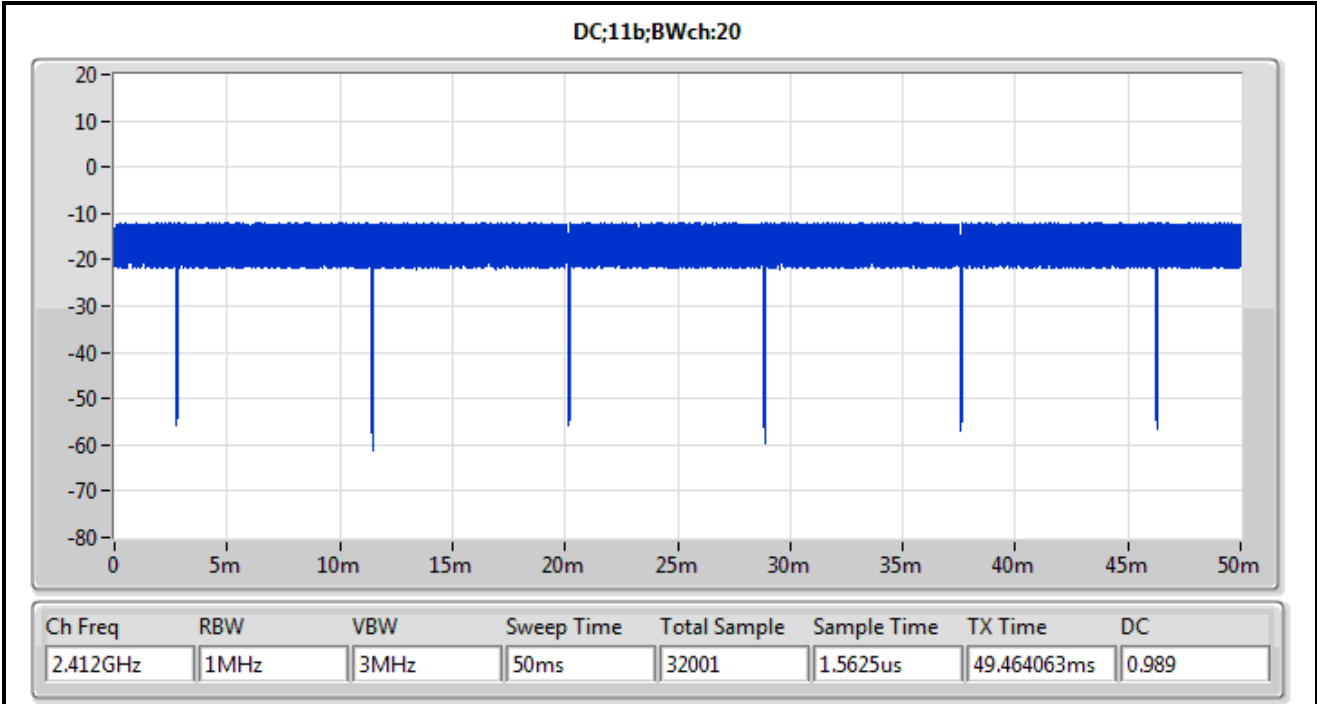 DC;11b;BWch:20
20
10
0
-10
-20
-30
-40
-50
-60
-70
-80
0 5m 10m 15m 20m 25m 30m 35m 40m 45m 50m
Ch Freq RBW VBW Sweep Time Total Sample Sample Time TX Time DC
2.412GHz 1MHz 3MHz 50ms 32001 1.5625us 49.464063ms 0.989